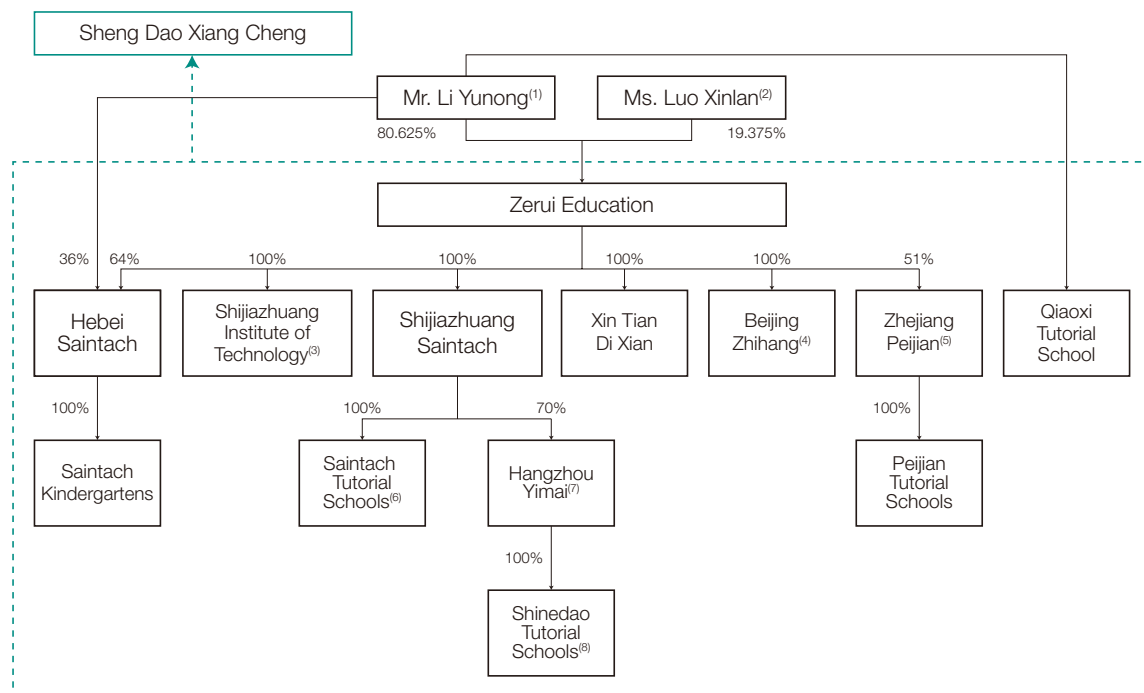 Sheng Dao Xiang Cheng
Mr. Li Yunong(1)
Ms. Luo Xinlan(2)
80.625%
19.375%
Zerui Education
36%
64%
100%
100%
100%
100%
51%
Hebei
Saintach
Shijiazhuang
Institute of
Technology(3)
Shijiazhuang
Saintach
Xin Tian
Di Xian
Beijing
Zhihang(4)
Zhejiang
Peijian(5)
Qiaoxi
Tutorial
School
100%
100%
70%
100%
Saintach
Kindergartens
Saintach
Tutorial
Schools(6)
Hangzhou
Yimai(7)
Peijian
Tutorial
Schools
100%
Shinedao
Tutorial
Schools(8)